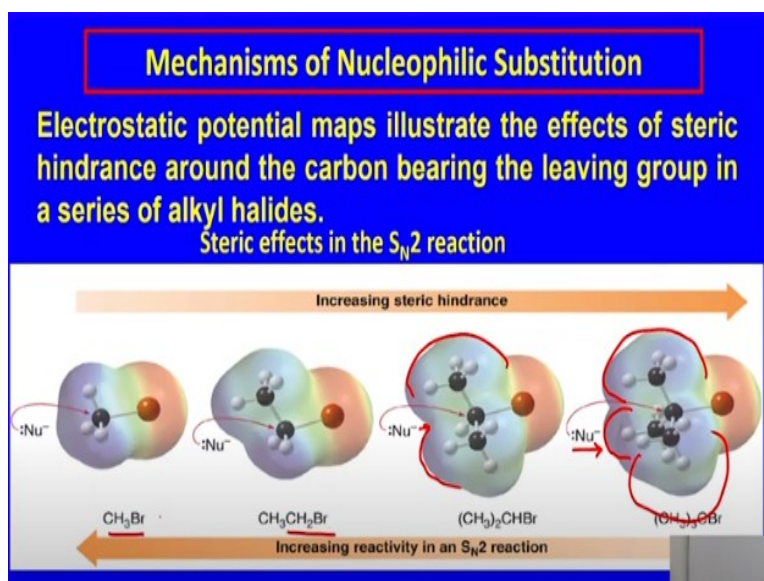 Mechanisms of Nucleophilic Substitution
Electrostatic potential maps illustrate the effects of steric
hindrance around the carbon bearing the leaving group in
a series of alkyl halides.
Steric effects in the SN2 reaction
Increasing steric hindrance
:Nu⁻ :Nu⁻ :Nu⁻ :Nu⁻
CH₃Br CH₃CH₂Br (CH₃)₂CHBr (CH₃)₃CBr
Increasing reactivity in an SN2 reaction